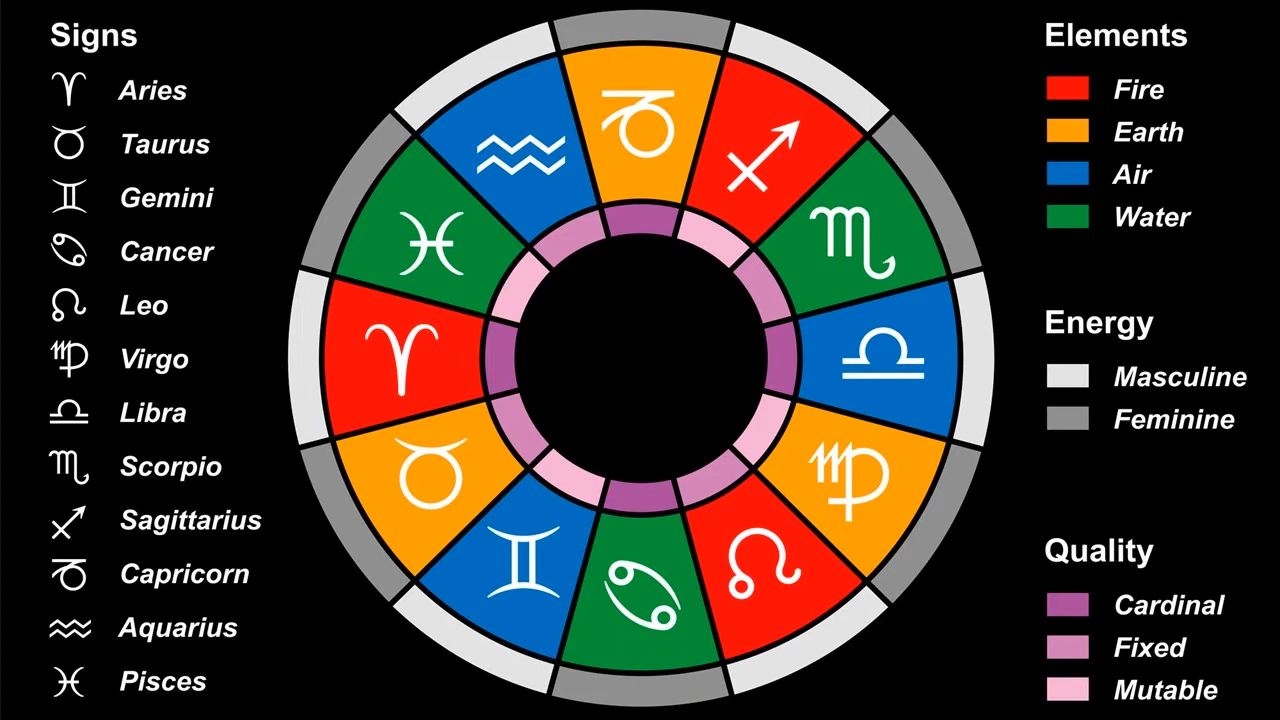 Signs
Aries
Taurus
Gemini
Cancer
Leo
Virgo
Libra
Scorpio
Sagittarius
Capricorn
Aquarius
Pisces
Elements
Fire
Earth
Air
Water
Energy
Masculine
Feminine
Quality
Cardinal
Fixed
Mutable